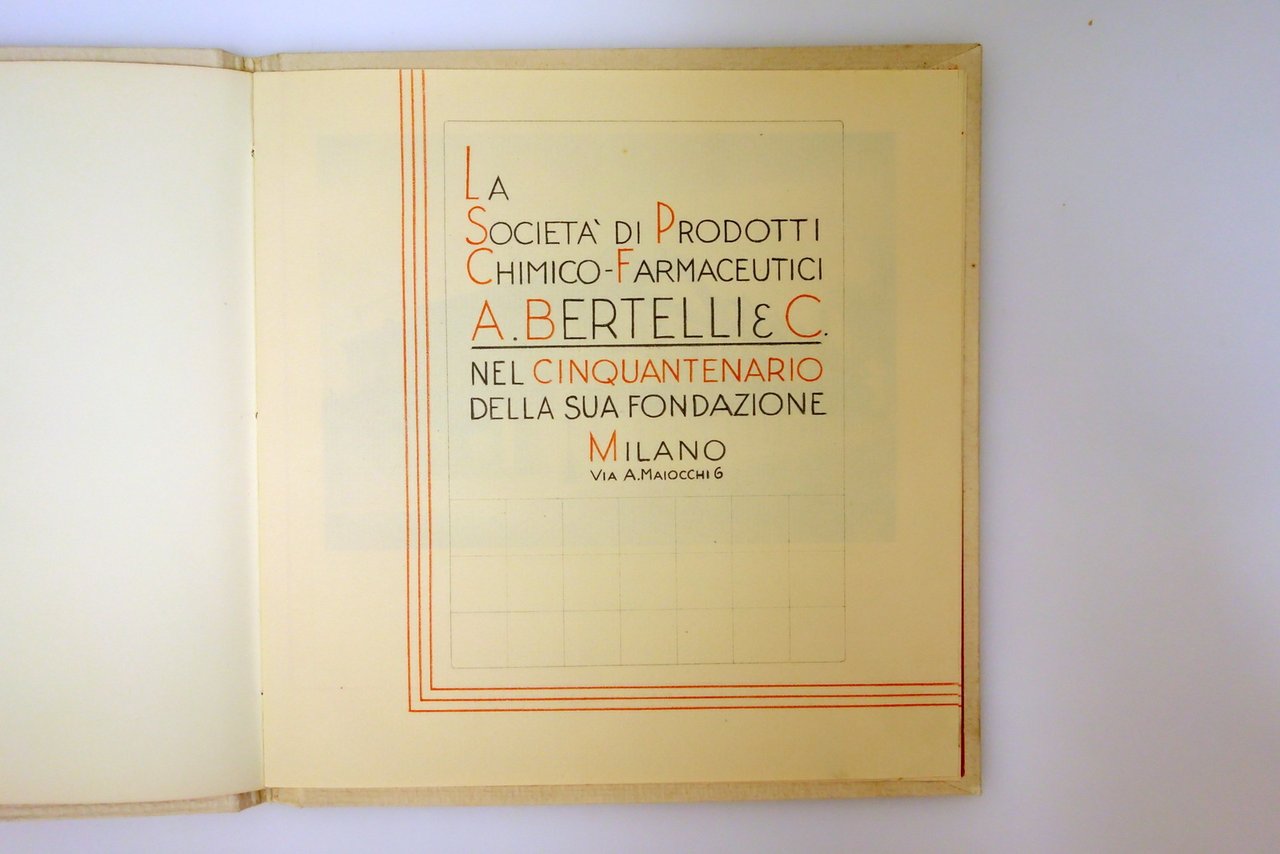 LA
SOCIETA' DI PRODOTTI
CHIMICO-FARMACEUTICI
A. BERTELLI & C.
NEL CINQUANTENARIO
DELLA SUA FONDAZIONE
MILANO
VIA A. MAIOCCHI 6